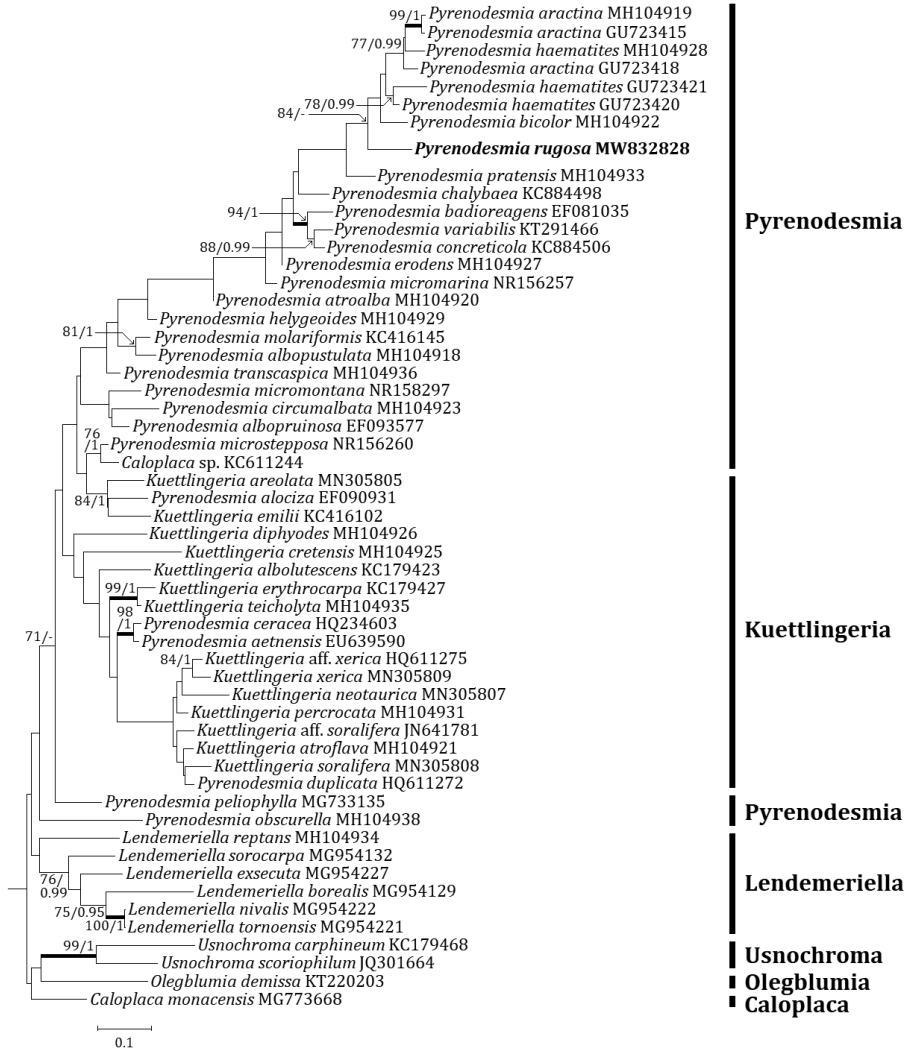 Pyrenodesmia aractina MH104919
99/1
Pyrenodesmia aractina GU723415
77/0.99
Pyrenodesmia haematites MH104928
Pyrenodesmia aractina GU723418
Pyrenodesmia haematites GU723421
78/0.99
Pyrenodesmia haematites GU723420
84/-
Pyrenodesmia bicolor MH104922
Pyrenodesmia rugosa MW832828
Pyrenodesmia pratensis MH104933
Pyrenodesmia chalybaea KC884498
94/1
Pyrenodesmia badioreagens EF081035
Pyrenodesmia
Pyrenodesmia variabilis KT291466
88/0.99
Pyrenodesmia concreticola KC884506
Pyrenodesmia erodens MH104927
Pyrenodesmia micromarina NR156257
Pyrenodesmia atroalba MH104920
Pyrenodesmia helygeoides MH104929
81/1
Pyrenodesmia molariformis KC416145
Pyrenodesmia albopustulata MH104918
Pyrenodesmia transcaspica MH104936
Pyrenodesmia micromontana NR158297
Pyrenodesmia circumalbata MH104923
Pyrenodesmia albopruinosa EF093577
76
/1
Pyrenodesmia microstepposa NR156260
Caloplaca sp. KC611244
Kuettlingeria areolata MN305805
84/1
Pyrenodesmia alociza EF090931
Kuettlingeria emilii KC416102
Kuettlingeria diphyodes MH104926
Kuettlingeria cretensis MH104925
Kuettlingeria albolutescens KC179423
99/1
Kuettlingeria erythrocarpa KC179427
Kuettlingeria teicholyta MH104935
98
/1
Pyrenodesmia ceracea HQ234603
Kuettlingeria
71/-
Pyrenodesmia aetnensis EU639590
84/1
Kuettlingeria aff. xerica HQ611275
Kuettlingeria xerica MN305809
Kuettlingeria neotaurica MN305807
Kuettlingeria percrocata MH104931
Kuettlingeria aff. soralifera JN641781
Kuettlingeria atroflava MH104921
Kuettlingeria soralifera MN305808
Pyrenodesmia duplicata HQ611272
Pyrenodesmia peliophylla MG733135
Pyrenodesmia
Pyrenodesmia obscurella MH104938
Lendemeriella reptans MH104934
Lendemeriella sorocarpa MG954132
76/
0.99
Lendemeriella exsecuta MG954227
Lendemeriella
Lendemeriella borealis MG954129
75/0.95
Lendemeriella nivalis MG954222
100/1
Lendemeriella tornoensis MG954221
99/1
Usnochroma carphineum KC179468
Usnochroma
Usnochroma scoriophilum JQ301664
Olegblumia demissa KT220203
Olegblumia
Caloplaca monacensis MG773668
Caloplaca
0.1